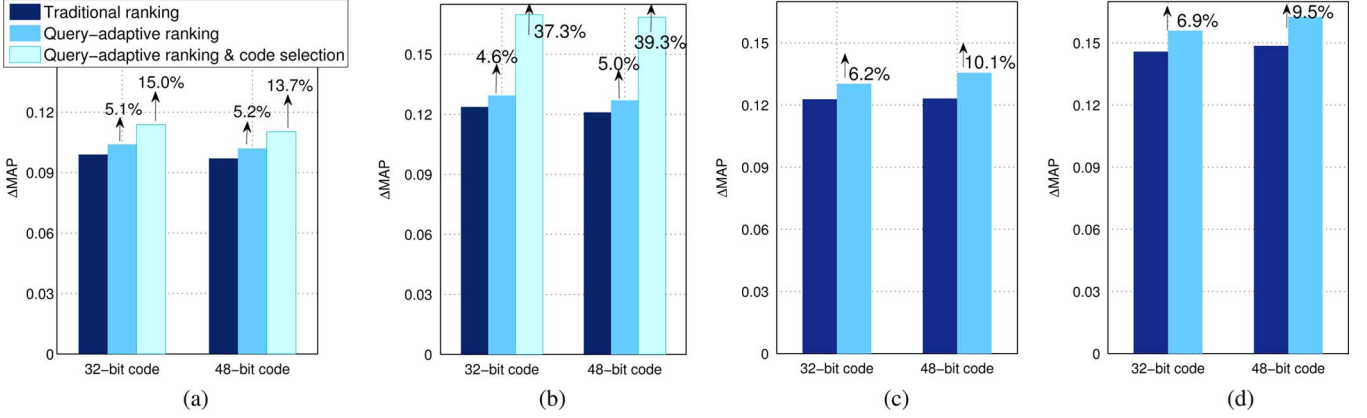 Traditional ranking
Query−adaptive ranking
Query−adaptive ranking & code selection
0.12
0.09
0.06
0.03
0
ΔMAP
5.1%
15.0%
5.2%
13.7%
32−bit code
48−bit code
(a)
0.15
0.12
0.09
0.06
0.03
0
ΔMAP
4.6%
37.3%
5.0%
39.3%
32−bit code
48−bit code
(b)
0.15
0.12
0.09
0.06
0.03
0
ΔMAP
6.2%
10.1%
32−bit code
48−bit code
(c)
0.15
0.12
0.09
0.06
0.03
0
ΔMAP
6.9%
9.5%
32−bit code
48−bit code
(d)